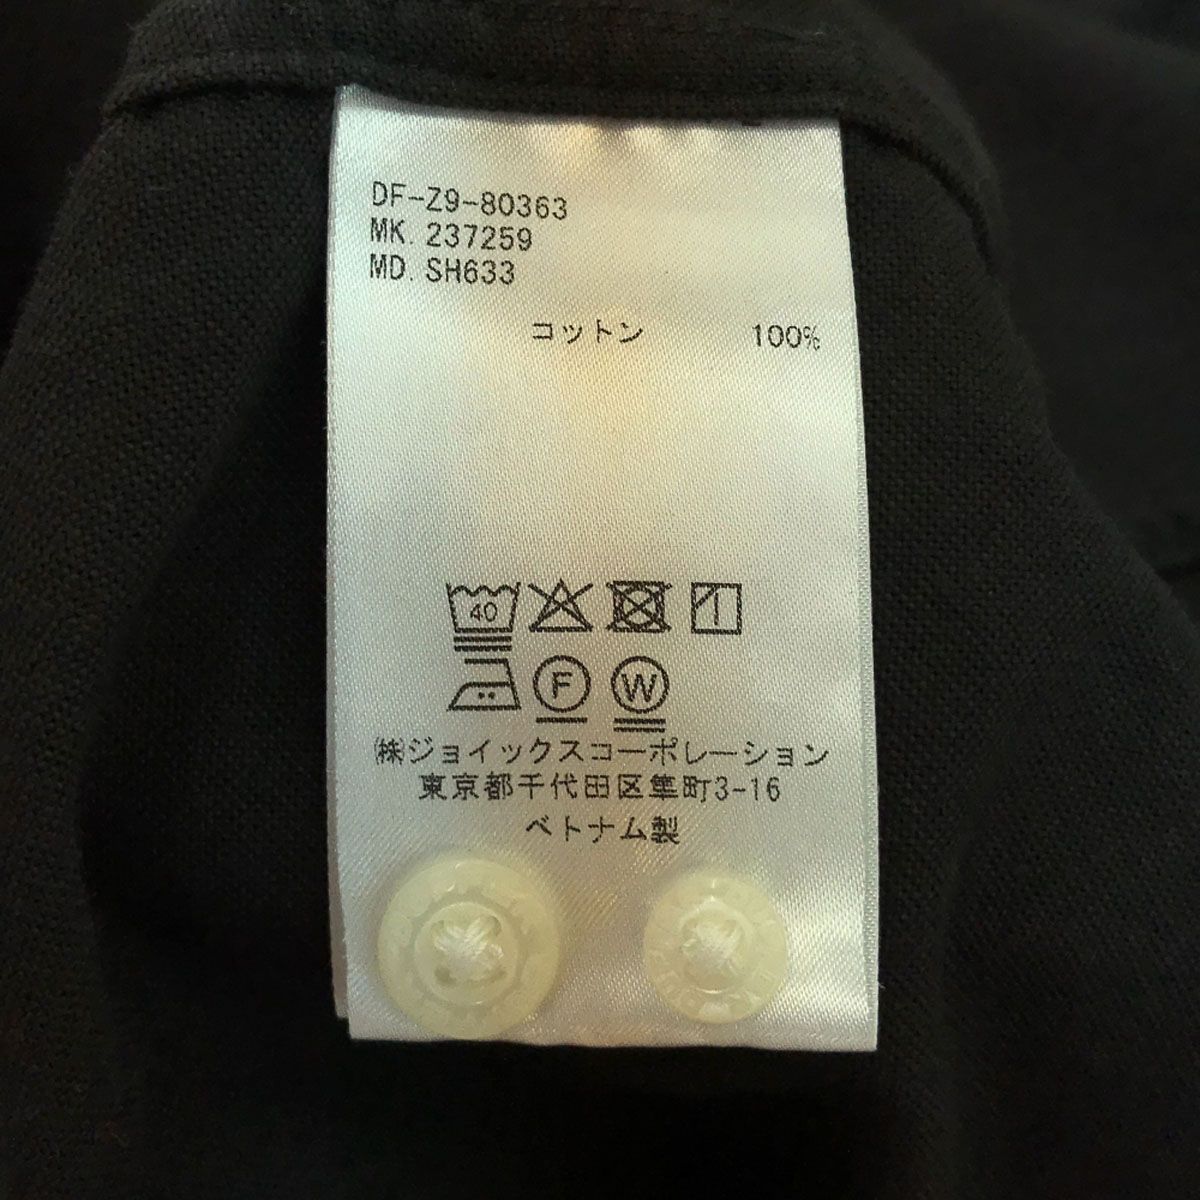 DF-Z9-80363
MK. 237259
MD. SH633
コットン 100%
40
F W
㈱ジョイックスコーポレーション
東京都千代田区隼町3-16
ベトナム製